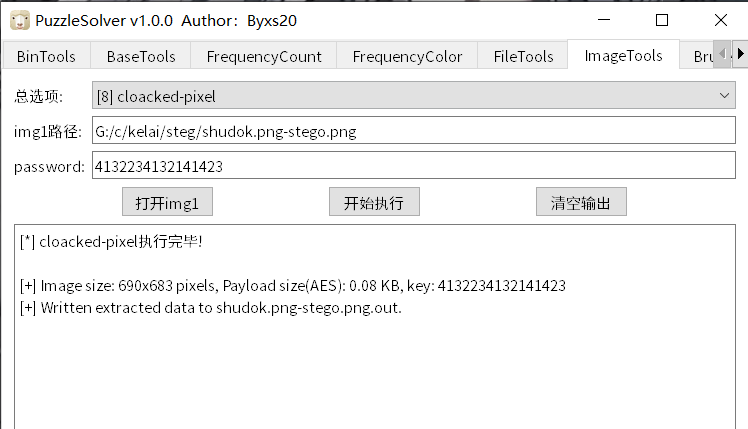 PuzzleSolver v1.0.0 Author: Byxs20
BinTools BaseTools FrequencyCount FrequencyColor FileTools ImageTools
总选项: [8] cloacked-pixel
img1路径: G:/c/kelai/steg/shudok.png-stego.png
password: 4132234132141423
打开img1 开始执行 清空输出
[*] cloacked-pixel执行完毕!
[+] Image size: 690x683 pixels, Payload size(AES): 0.08 KB, key: 4132234132141423
[+] Written extracted data to shudok.png-stego.png.out.